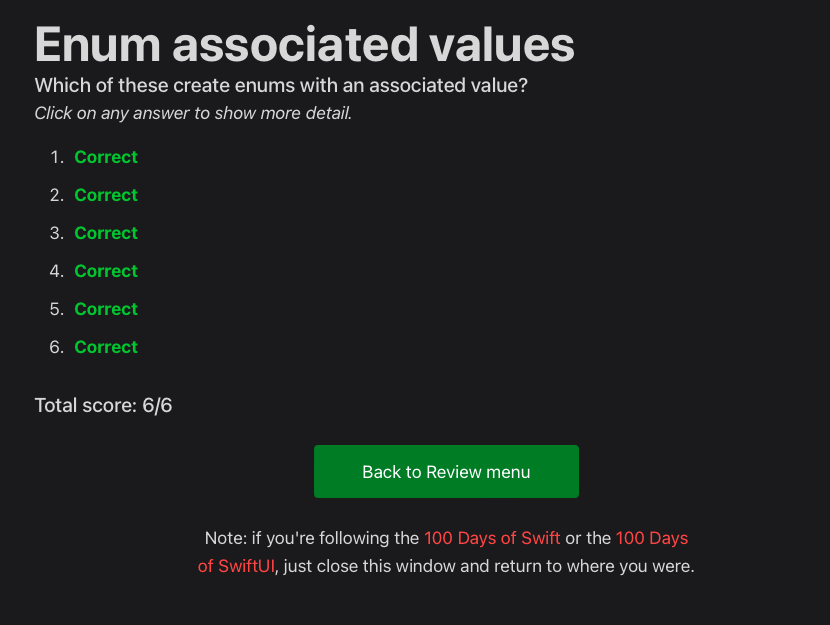 Enum associated values
Which of these create enums with an associated value?
Click on any answer to show more detail.
1. Correct
2. Correct
3. Correct
4. Correct
5. Correct
6. Correct
Total score: 6/6
Back to Review menu
Note: if you're following the 100 Days of Swift or the 100 Days
of SwiftUI, just close this window and return to where you were.